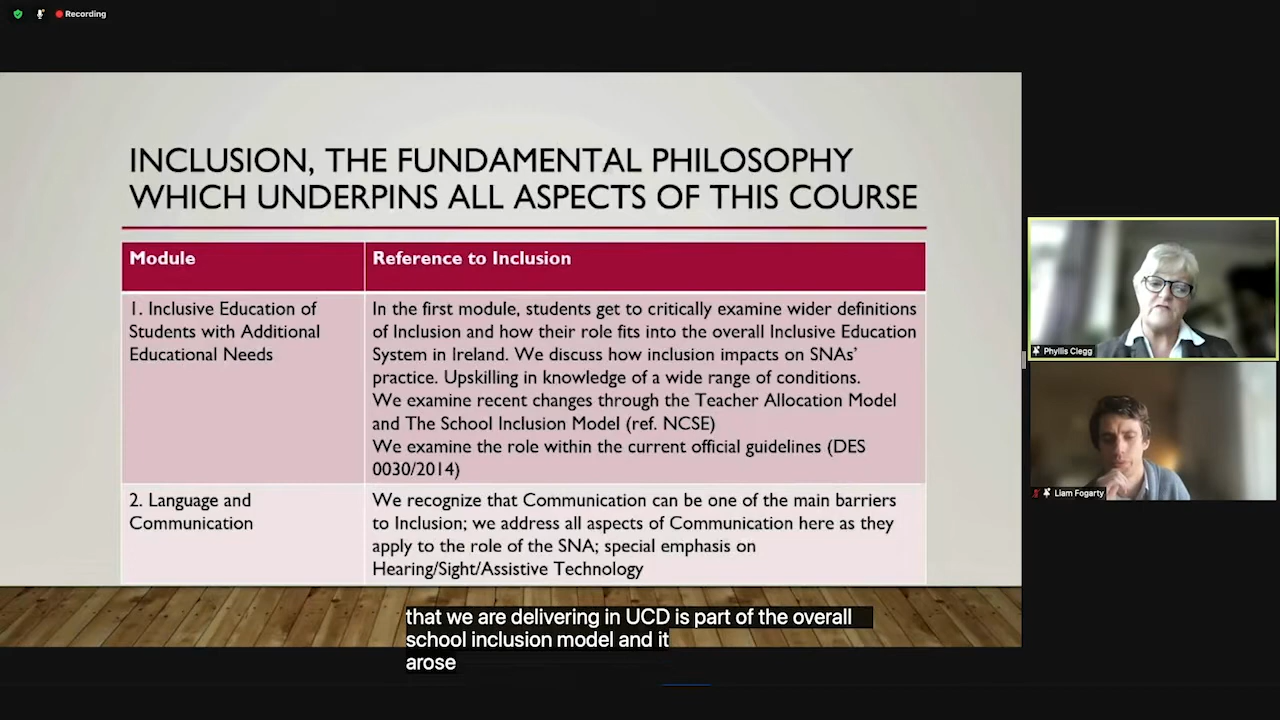 Recording
INCLUSION, THE FUNDAMENTAL PHILOSOPHY
WHICH UNDERPINS ALL ASPECTS OF THIS COURSE
Module
Reference to Inclusion
1. Inclusive Education of
Students with Additional
Educational Needs
In the first module, students get to critically examine wider definitions
of Inclusion and how their role fits into the overall Inclusive Education
System in Ireland. We discuss how inclusion impacts on SNAs'
practice. Upskilling in knowledge of a wide range of conditions.
We examine recent changes through the Teacher Allocation Model
and The School Inclusion Model (ref. NCSE)
We examine the role within the current official guidelines (DES
0030/2014)
2. Language and
Communication
We recognize that Communication can be one of the main barriers
to Inclusion; we address all aspects of Communication here as they
apply to the role of the SNA; special emphasis on
Hearing/Sight/Assistive Technology
Phyllis Clegg
Liam Fogarty
that we are delivering in UCD is part of the overall
school inclusion model and it
arose